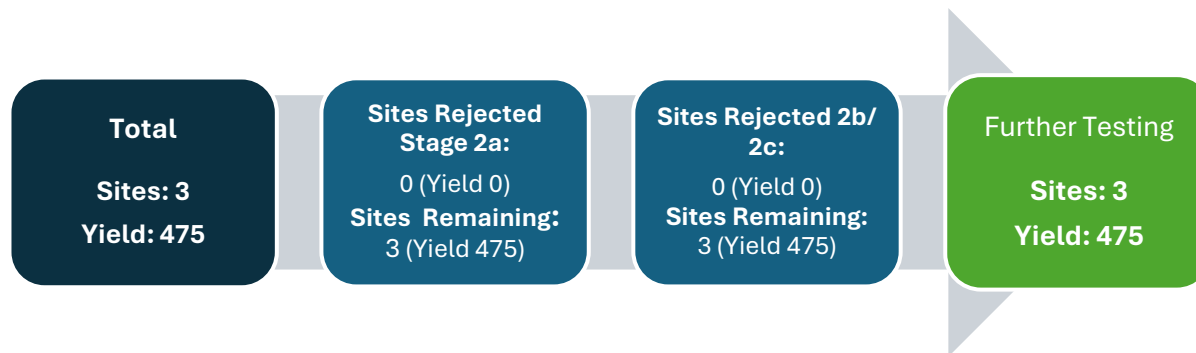 Total
Sites: 3
Yield: 475
Sites Rejected
Stage 2a:
0 (Yield 0)
Sites Remaining:
3 (Yield 475)
Sites Rejected 2b/
2c:
0 (Yield 0)
Sites Remaining:
3 (Yield 475)
Further Testing
Sites: 3
Yield: 475